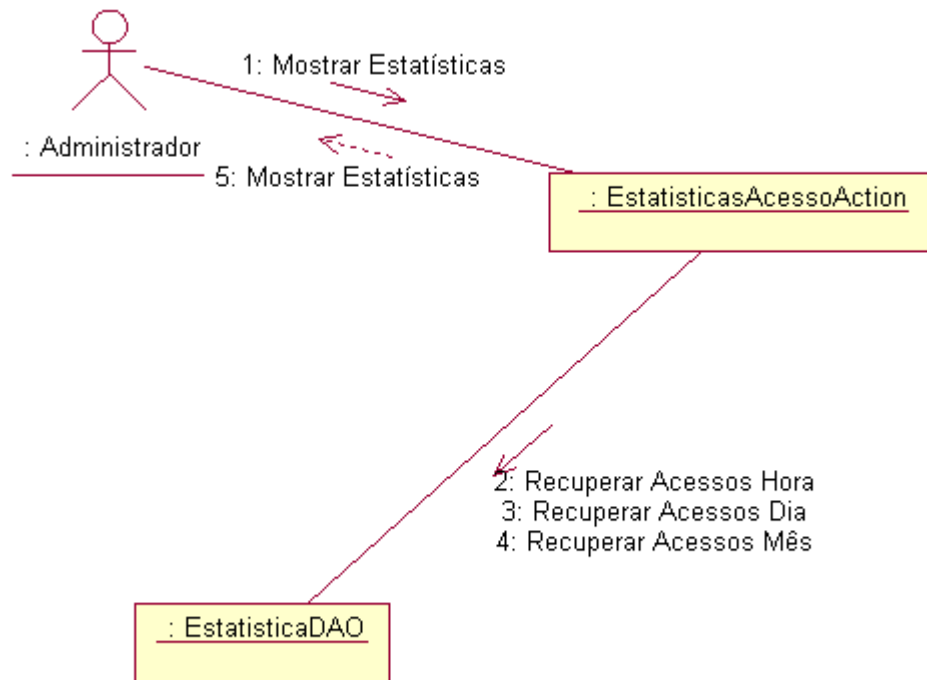 1: Mostrar Estatísticas
: Administrador
5: Mostrar Estatísticas
: EstatisticasAcessoAction
2: Recuperar Acessos Hora
3: Recuperar Acessos Dia
4: Recuperar Acessos Mês
: EstatisticaDAO